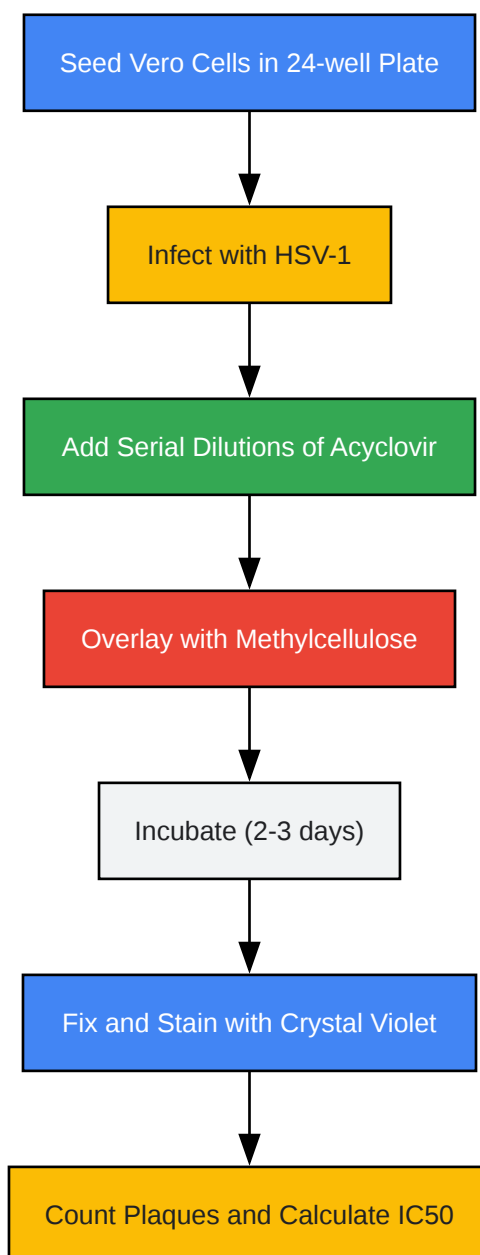 Seed Vero Cells in 24-well Plate
Infect with HSV-1
Add Serial Dilutions of Acyclovir
Overlay with Methylcellulose
Incubate (2-3 days)
Fix and Stain with Crystal Violet
Count Plaques and Calculate IC50